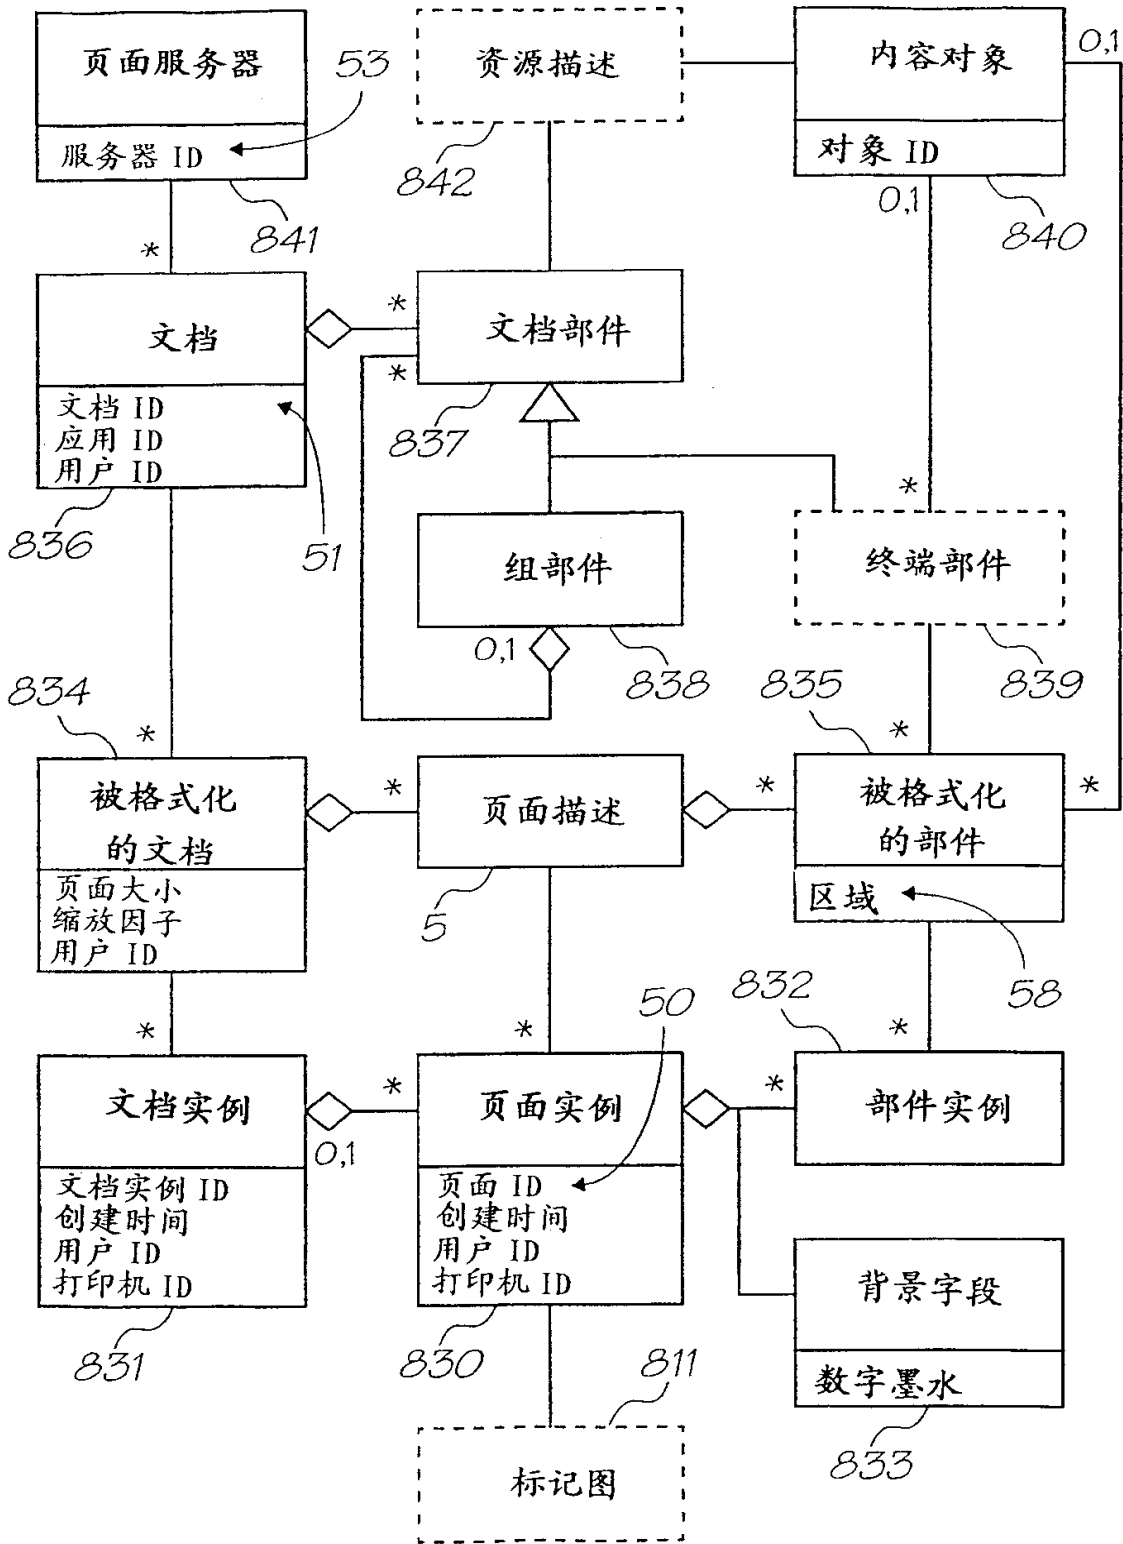 页面服务器
服务器 ID
53
841
资源描述
842
内容对象
对象 ID
0,1
0,1
840
*
文档
文档 ID
应用 ID
用户 ID
836
51
*
文档部件
*
837
组部件
0,1
838
*
终端部件
839
834
*
被格式化
的文档
页面大小
缩放因子
用户 ID
*
页面描述
5
835
*
*
被格式化
的部件
*
区域
58
*
文档实例
0,1
文档实例 ID
创建时间
用户 ID
打印机 ID
831
*
*
50
页面实例
页面 ID
创建时间
用户 ID
打印机 ID
830
832
*
*
部件实例
背景字段
数字墨水
833
811
标记图